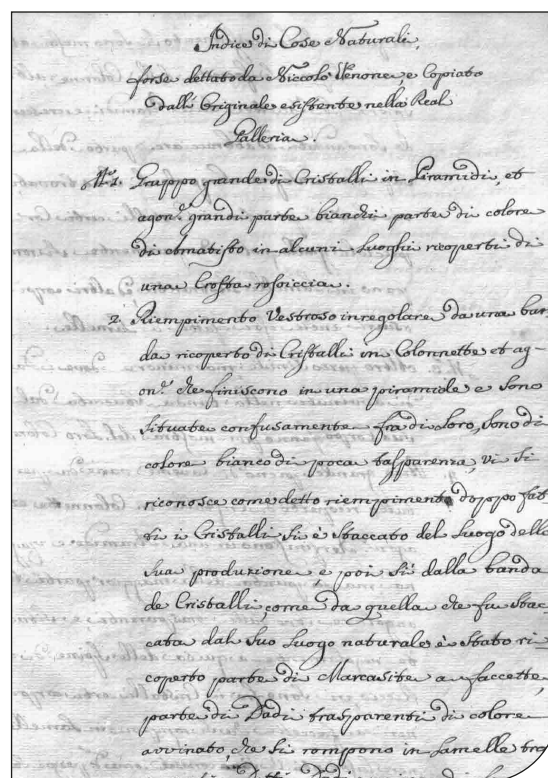 Indice di Cose Naturali,
forse dettato da Niccolò Stenone, e Copiato
dall' Originale esistente nella Real
Galleria.
N.º 1. Gruppo grande di Cristalli in Piramidi, et
agon.ⁱ grandi parte bianchi parte di colore
di amatisto in alcuni Luoghi ricoperti di
una Crosta rossiccia.
2. Riempimento Vestroso inregolare da una ban
da ricoperto di Cristalli in Colonnette et ag-
on.ⁱ che finiscono in una piramide e sono
situate confusamente fra di Loro, sono di
colore bianco di poca trasparenza, vi si
riconosce come detto riempimento doppo fat
ti i Cristalli si è staccato del Luogo della
sua produzione, e poi sì dalla banda
de Cristalli, come da quella che fu stac
cata dal suo Luogo naturale è stato ri-
coperto parte di Marcasite a faccette,
parte di Dadi trasparenti di colore
avvinato, che si rompono in Lamelle tra